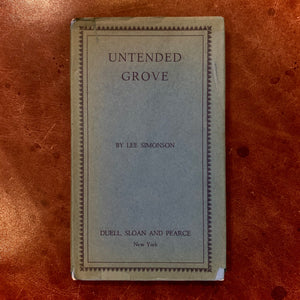 UNTENDED
GROVE
BY LEE SIMONSON
DUELL, SLOAN AND PEARCE
New York